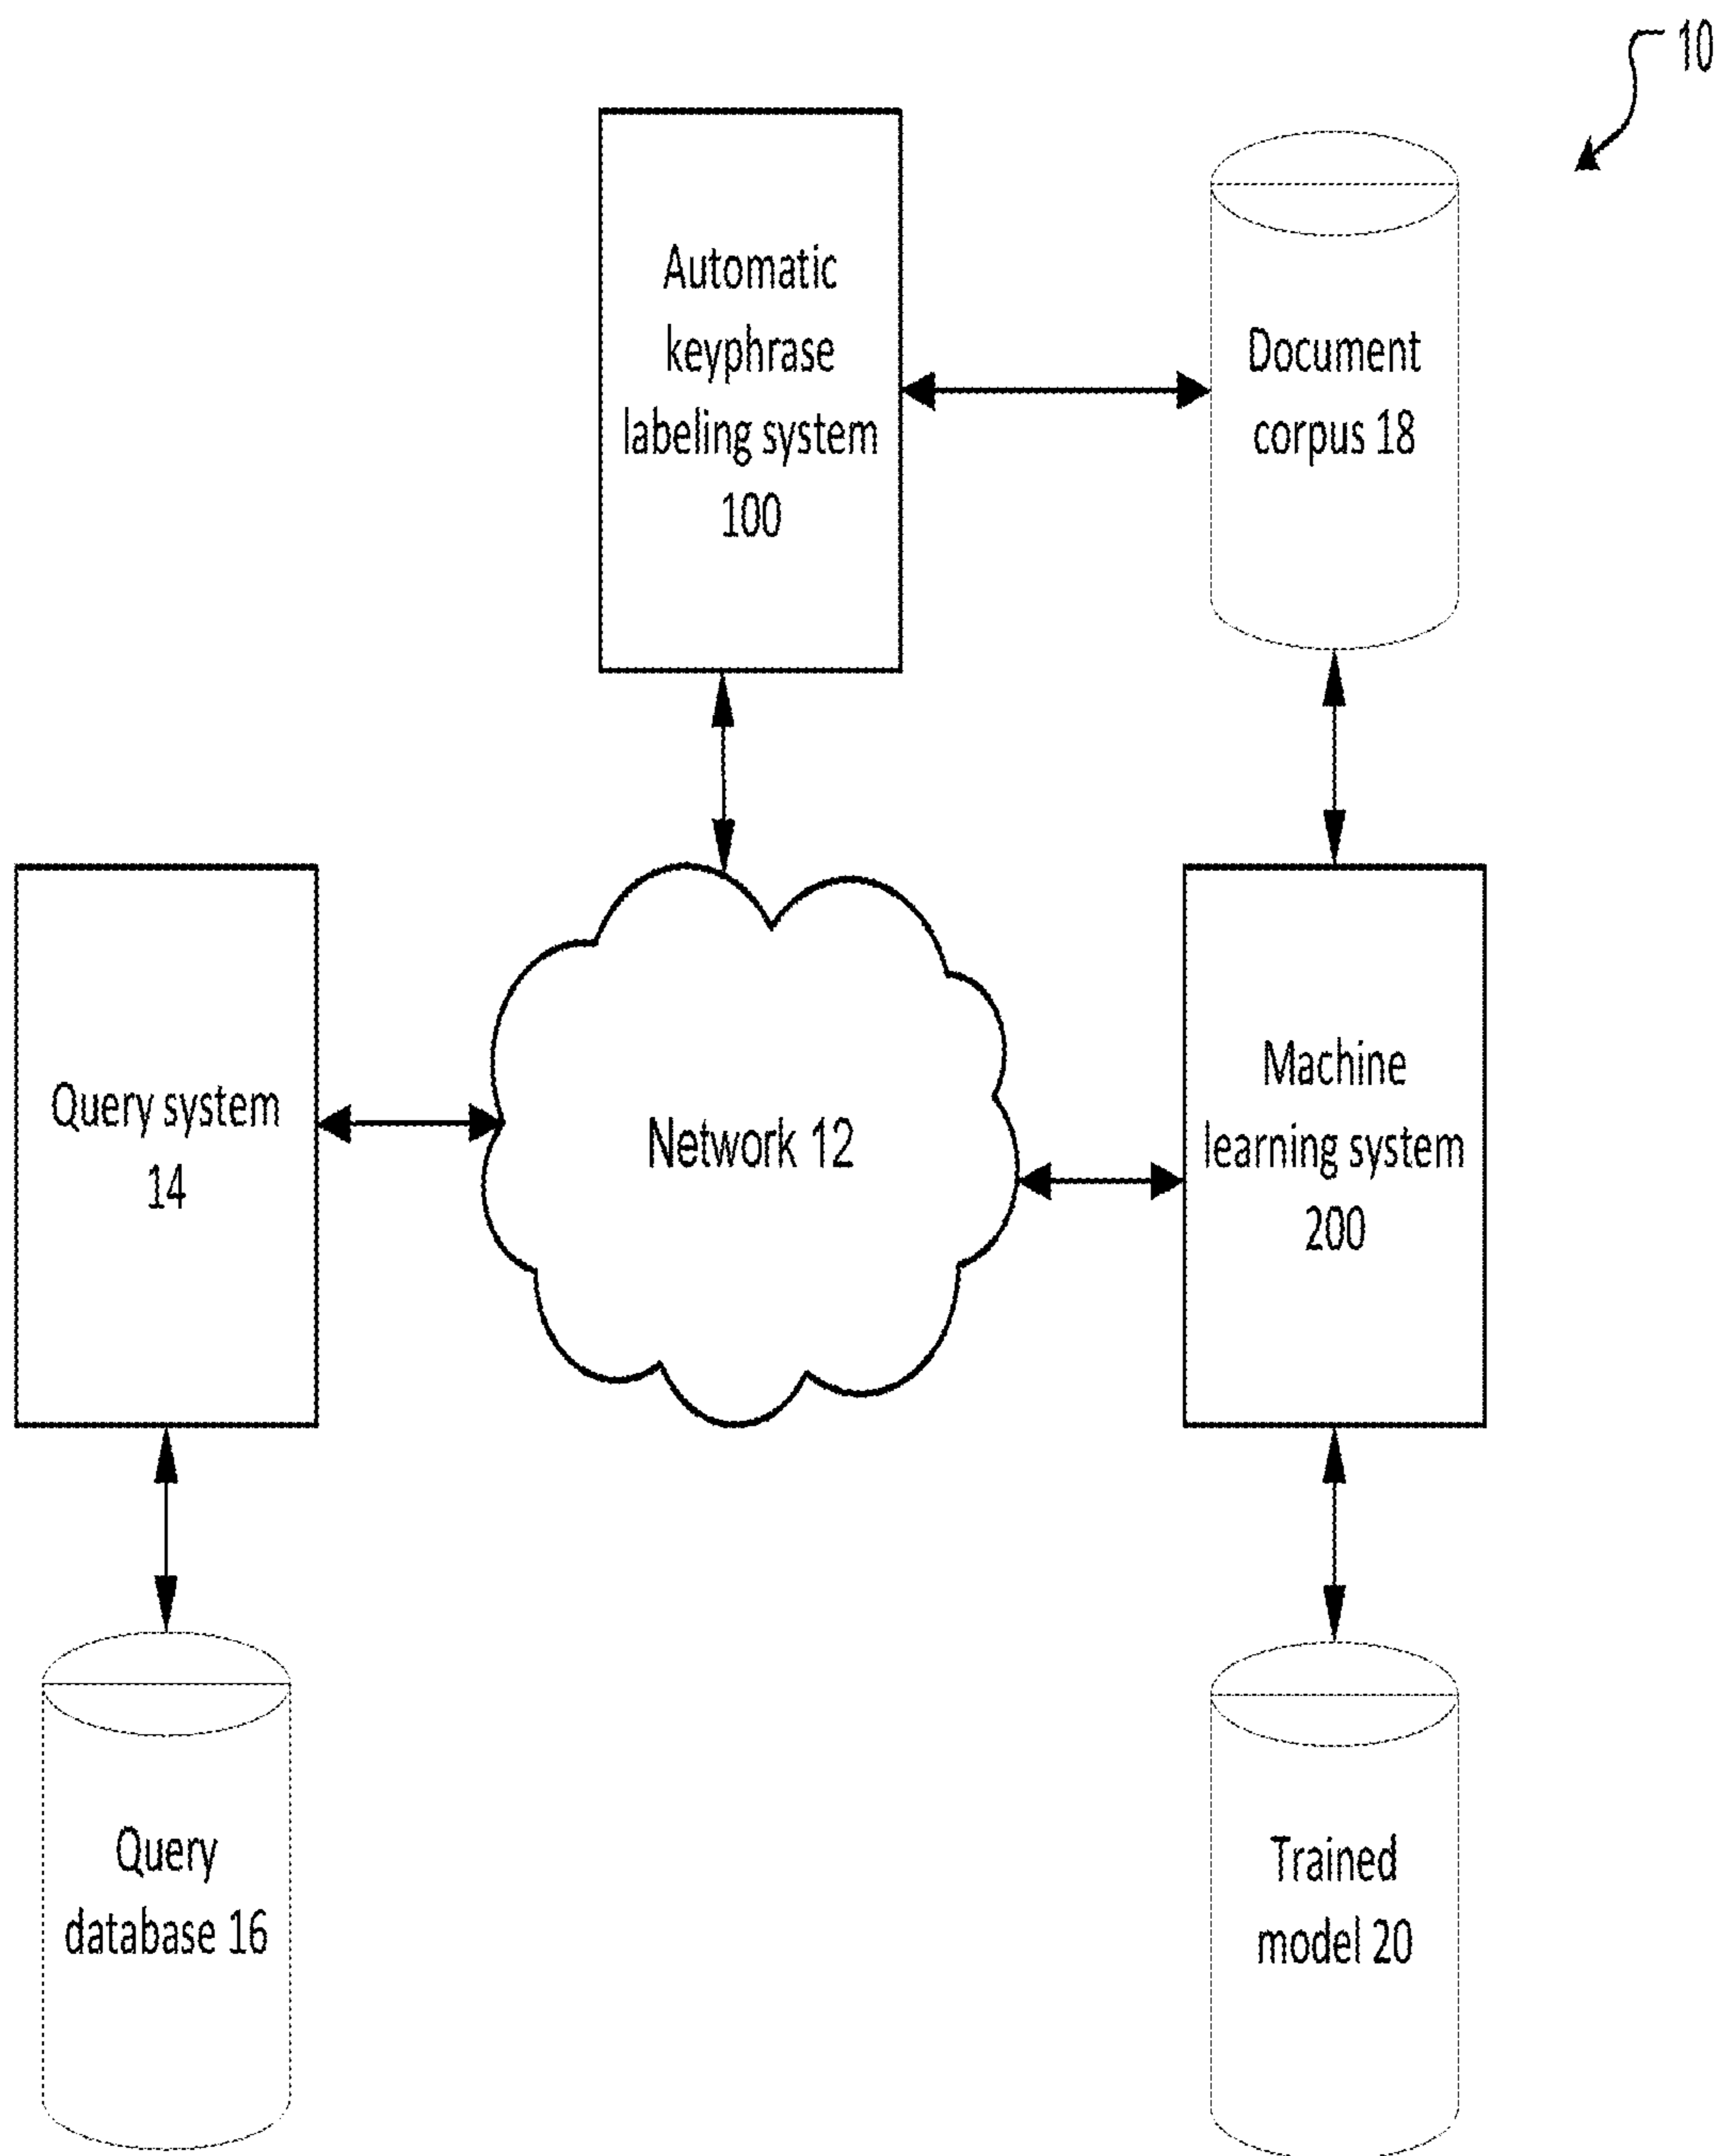 10
Automatic
keyphrase
labeling system
100
Document
corpus 18
Query system
14
Network 12
Machine
learning system
200
Query
database 16
Trained
model 20